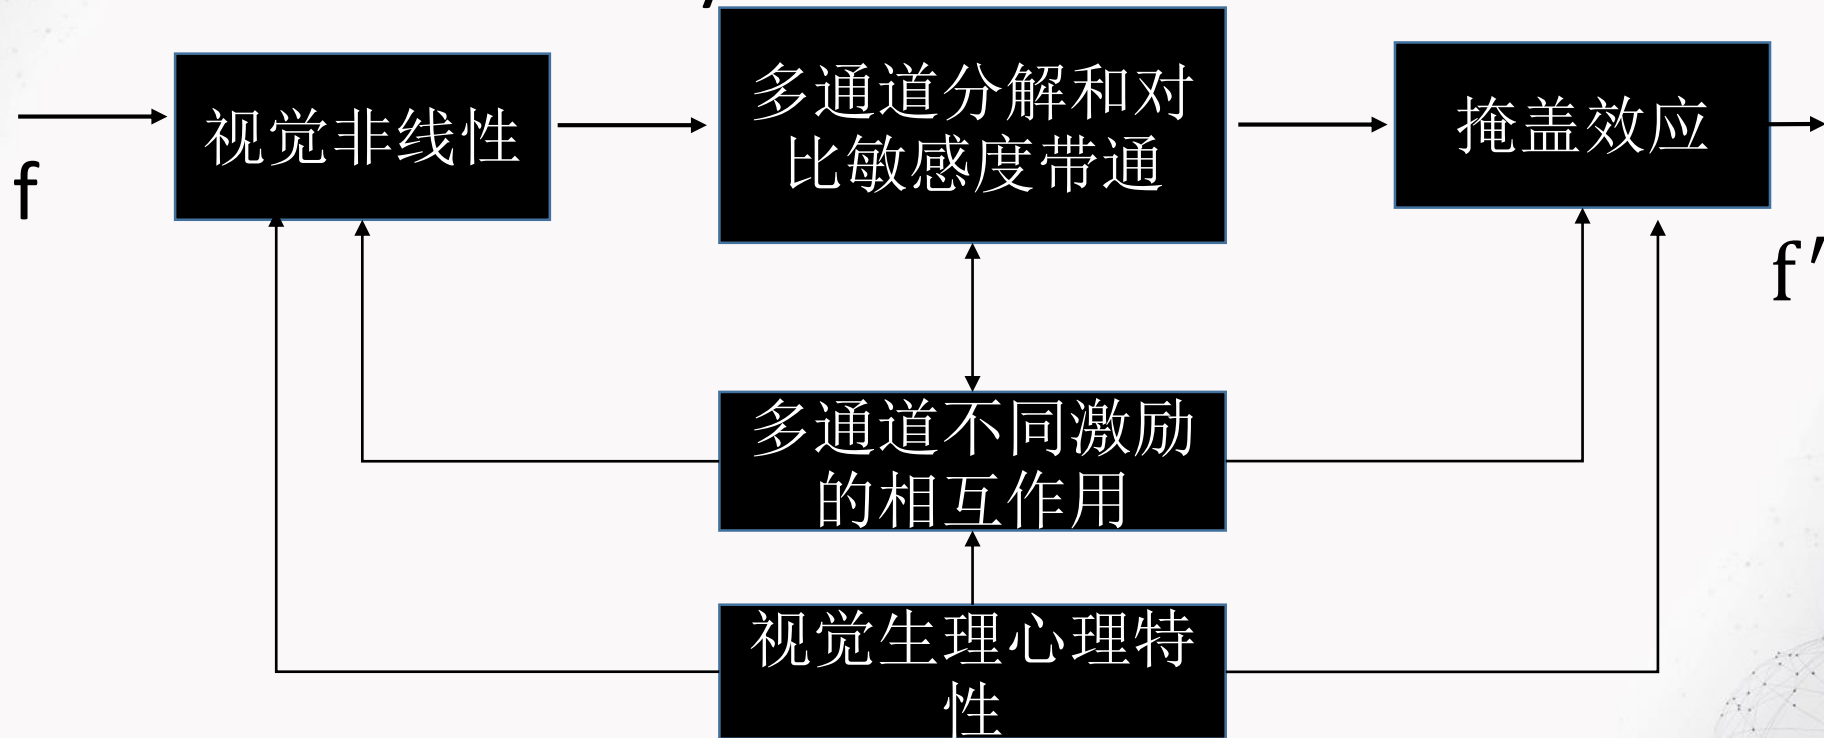 f
视觉非线性
多通道分解和对
比敏感度带通
掩盖效应
f′
多通道不同激励
的相互作用
视觉生理心理特
性